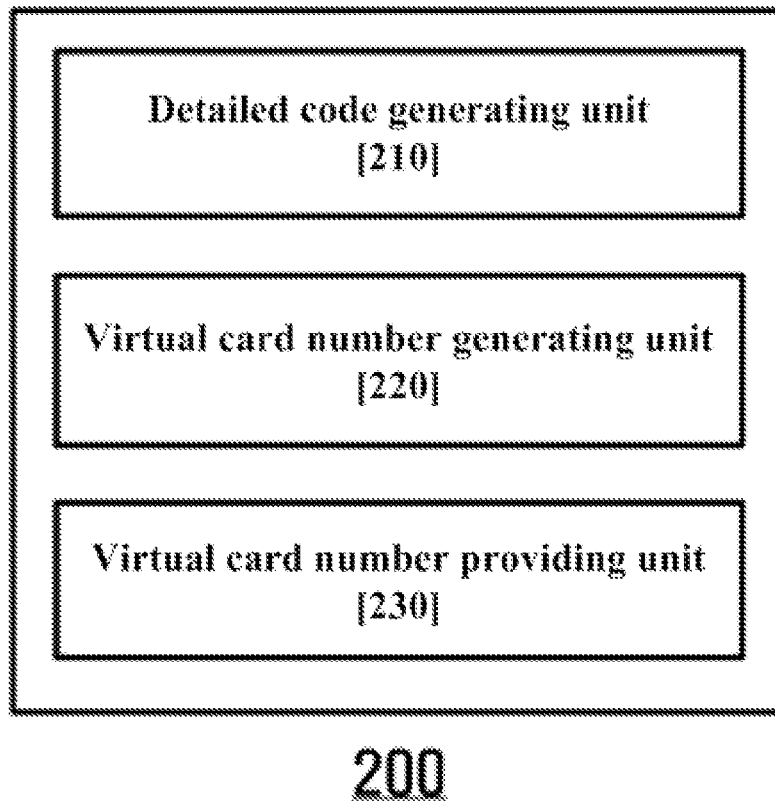 Detailed code generating unit
[210]
Virtual card number generating unit
[220]
Virtual card number providing unit
[230]
200